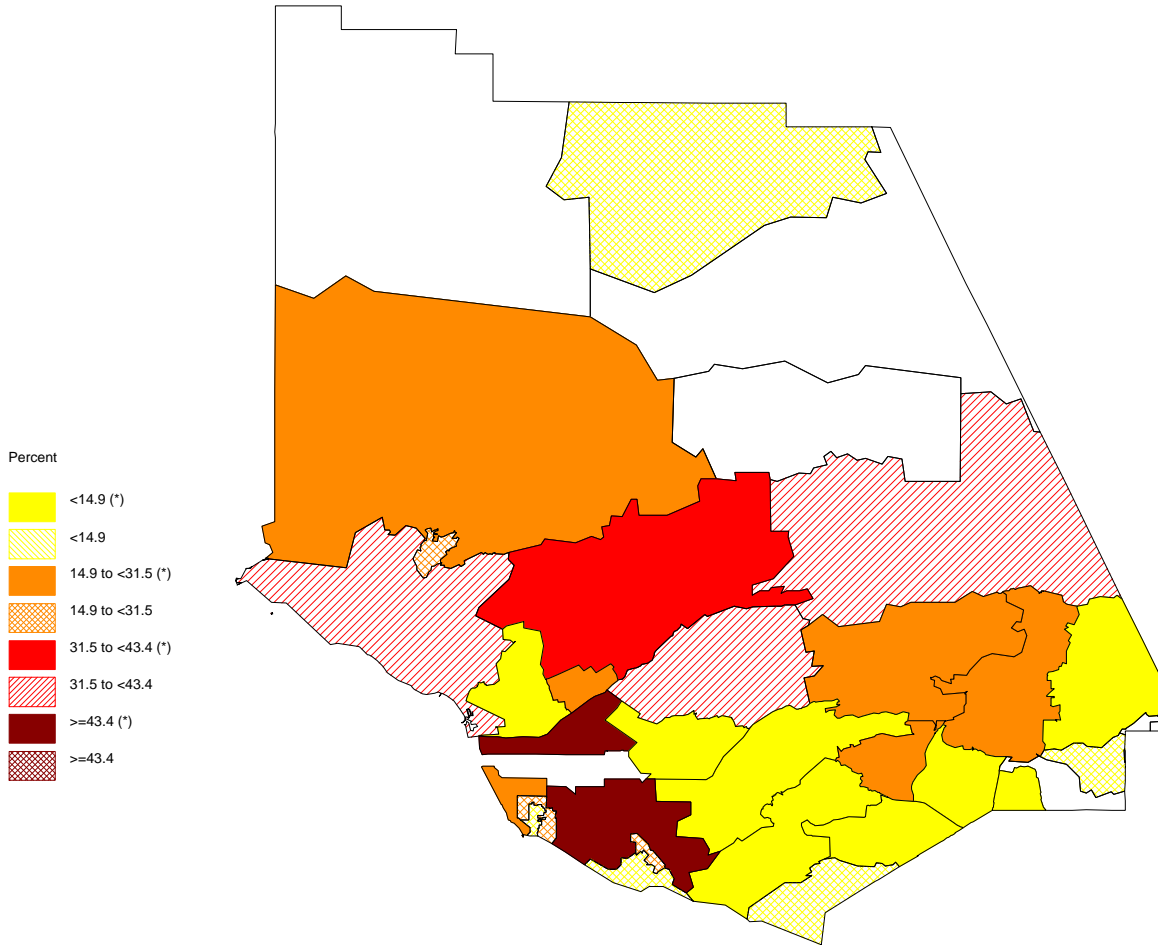 Percent
<14.9 (*)
<14.9
14.9 to <31.5 (*)
14.9 to <31.5
31.5 to <43.4 (*)
31.5 to <43.4
>=43.4 (*)
>=43.4